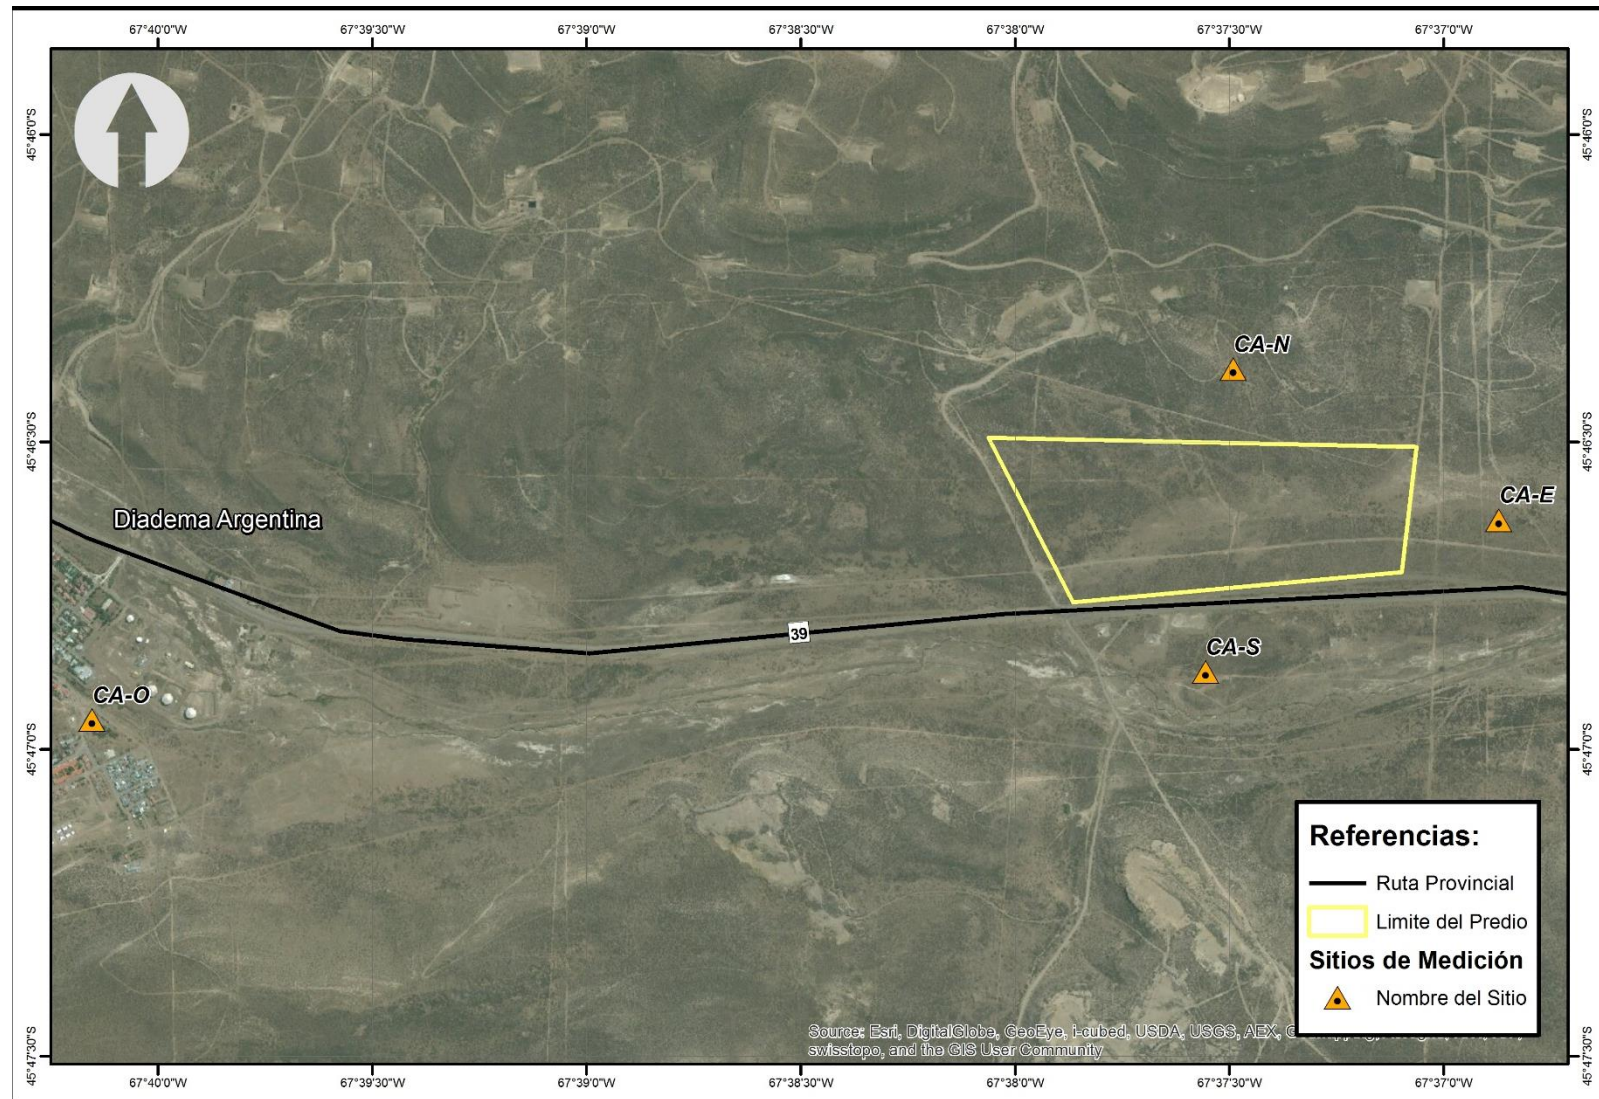 67°40'0"W
67°39'30"W
67°39'0"W
67°38'30"W
67°38'0"W
67°37'30"W
67°37'0"W
45°46'0"S
45°46'0"S
CA-N
45°46'30"S
45°46'30"S
CA-E
Diadema Argentina
39
CA-S
CA-O
45°47'0"S
45°47'0"S
Referencias:
Ruta Provincial
Limite del Predio
Sitios de Medición
Nombre del Sitio
Source: Esri, DigitalGlobe, GeoEye, i-cubed, USDA, USGS, AEX,
swisstopo, and the GIS User Community
45°47'30"S
45°47'30"S
67°40'0"W
67°39'30"W
67°39'0"W
67°38'30"W
67°38'0"W
67°37'30"W
67°37'0"W